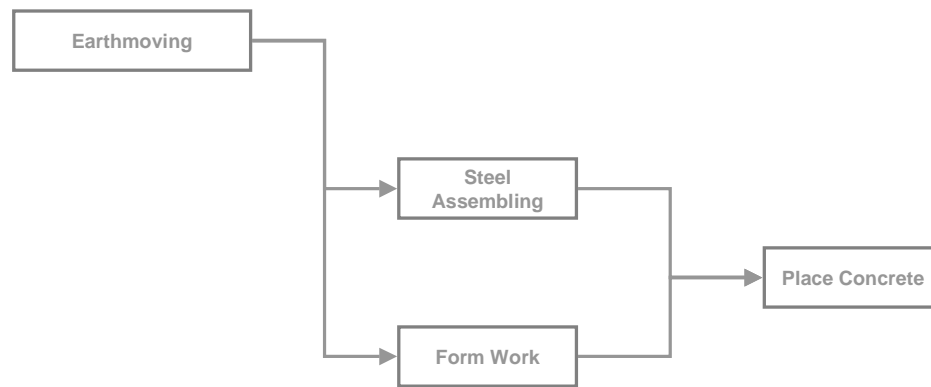 Earthmoving
Steel
Assembling
Place Concrete
Form Work